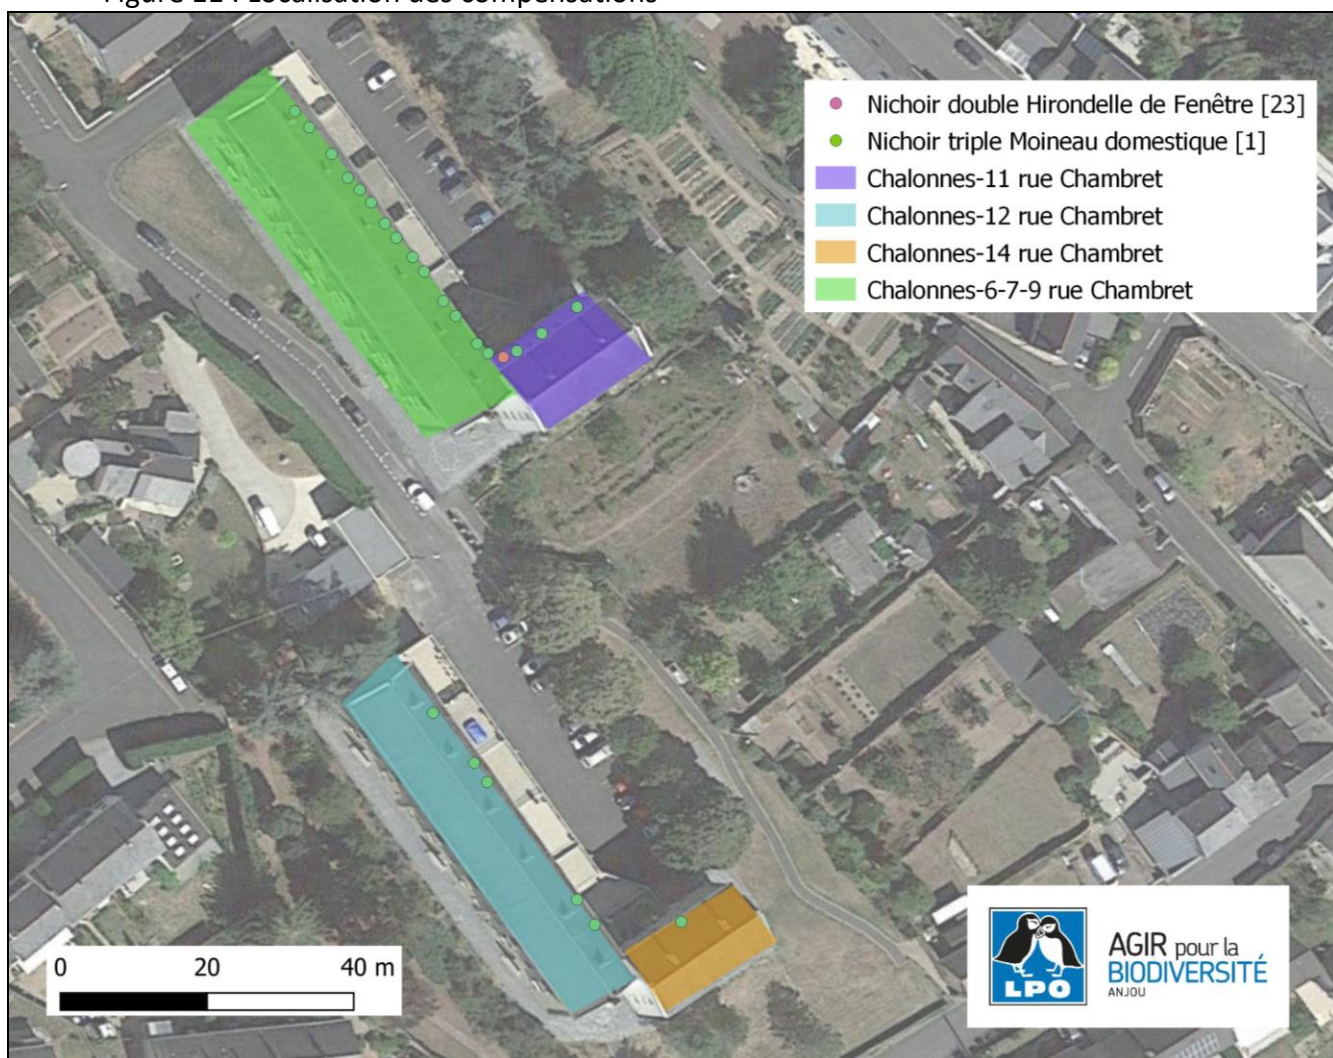 Figure 11 : Localisation des compensations
Nichoir double Hirondelle de Fenêtre [23]
Nichoir triple Moineau domestique [1]
Chalonnes-11 rue Chambret
Chalonnes-12 rue Chambret
Chalonnes-14 rue Chambret
Chalonnes-6-7-9 rue Chambret
0 20 40 m
LPO
AGIR pour la
BIODIVERSITÉ
ANJOU